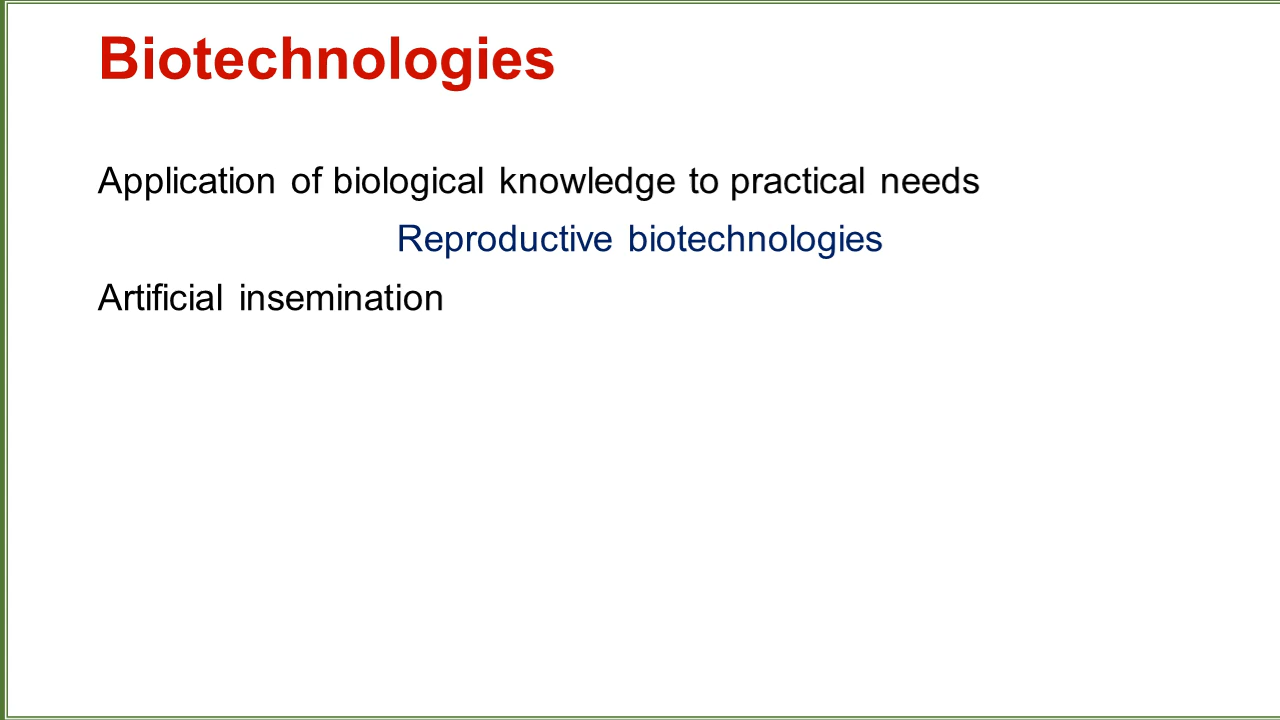 Biotechnologies
Application of biological knowledge to practical needs
Reproductive biotechnologies
Artificial insemination